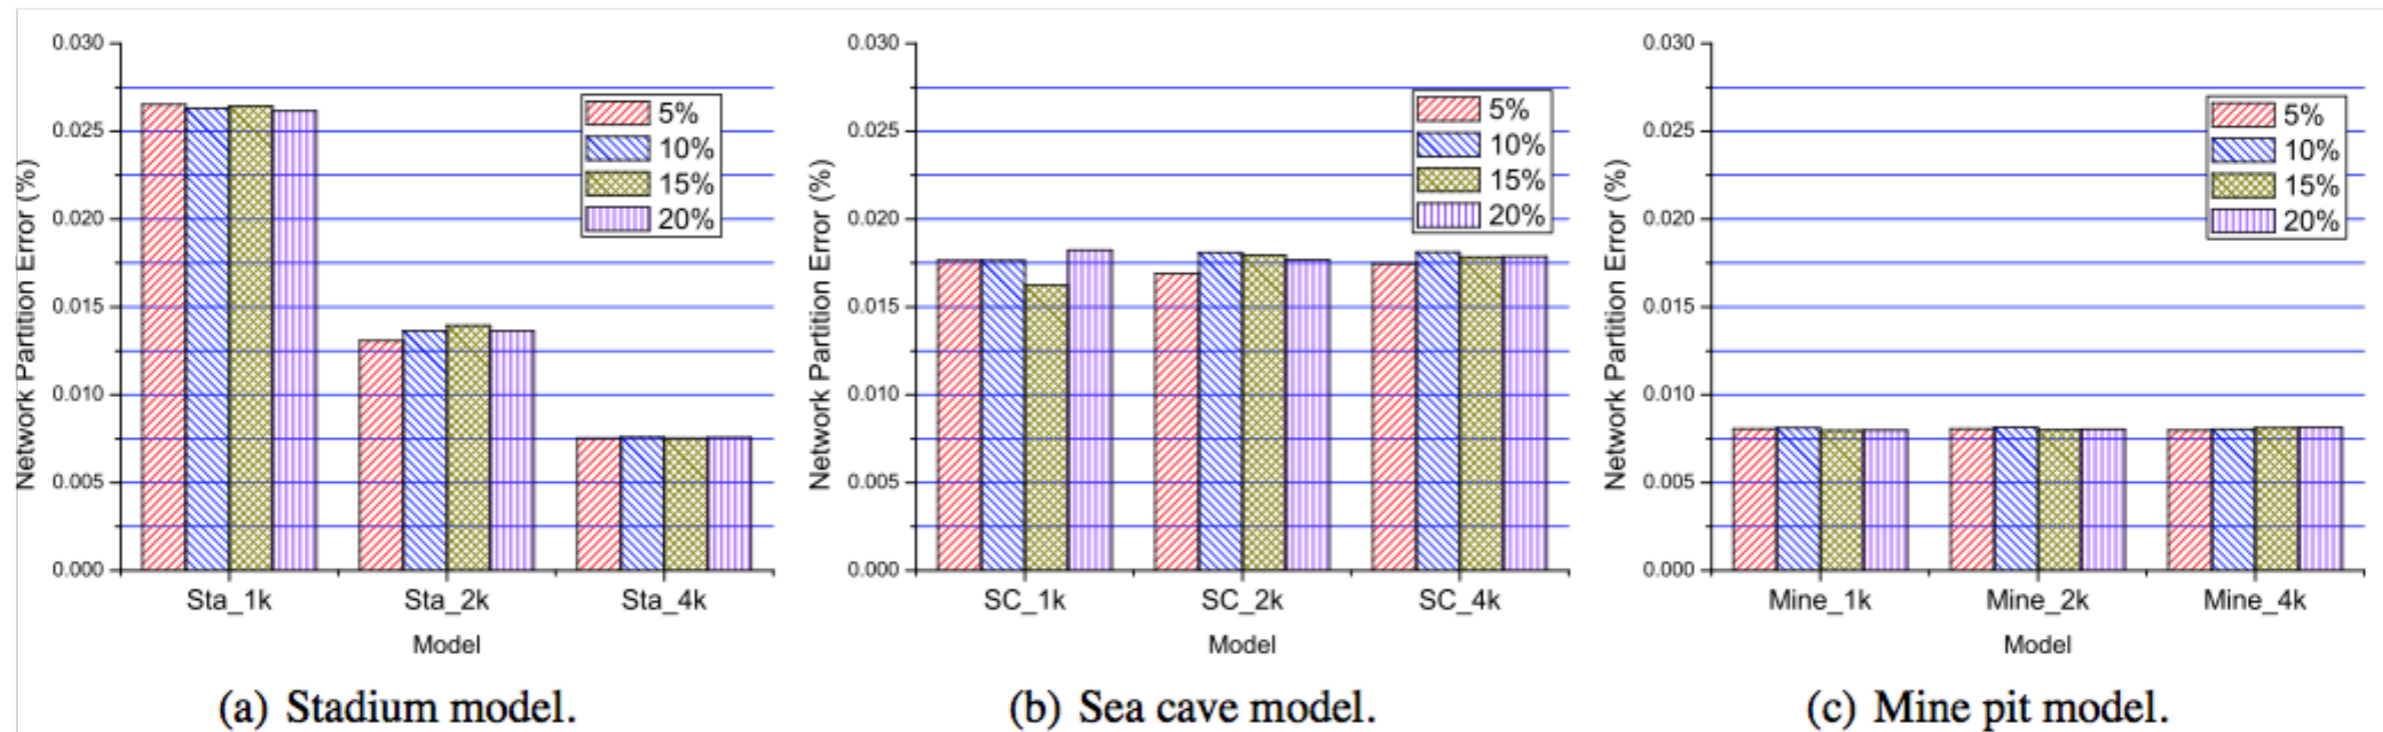 0.030
0.025
0.020
0.015
0.010
0.005
0.000
Network Partition Error (%)
5%
10%
15%
20%
Sta_1k Sta_2k Sta_4k
Model
(a) Stadium model.
0.030
0.025
0.020
0.015
0.010
0.005
0.000
Network Partition Error (%)
5%
10%
15%
20%
SC_1k SC_2k SC_4k
Model
(b) Sea cave model.
0.030
0.025
0.020
0.015
0.010
0.005
0.000
Network Partition Error (%)
5%
10%
15%
20%
Mine_1k Mine_2k Mine_4k
Model
(c) Mine pit model.